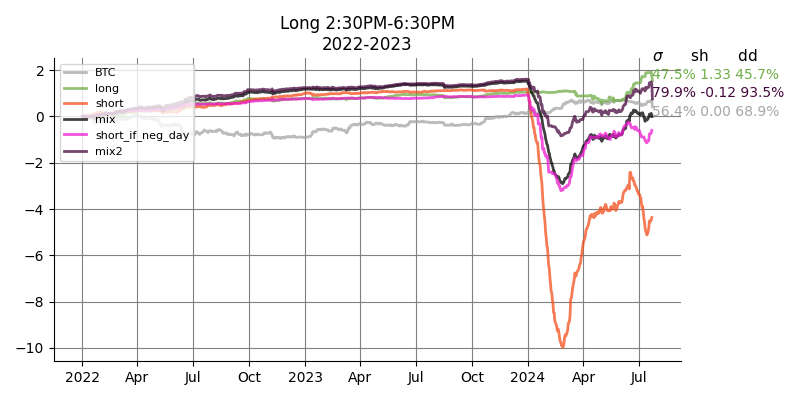 Long 2:30PM-6:30PM
2022-2023
σ sh dd
47.5% 1.33 45.7%
79.9% -0.12 93.5%
56.4% 0.00 68.9%
BTC
long
short
mix
short_if_neg_day
mix2
2
0
−2
−4
−6
−8
−10
2022 Apr Jul Oct 2023 Apr Jul Oct 2024 Apr Jul